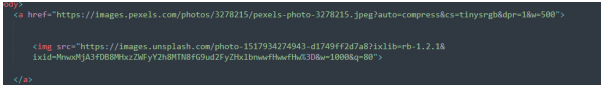 ody>
<a href="https://images.pexels.com/photos/3278215/pexels-photo-3278215.jpeg?auto=compress&cs=tinysrgb&dpr=1&w=500">
<img src="https://images.unsplash.com/photo-1517934274943-d1749ff2d7a8?ixlib=rb-1.2.1&
ixid=MnwxMjA3fDB8MHxzZWFyY2h8MTN8fG9ud2FyZHxlbnwwfHwwfHw%3D&w=1000&q=80">
</a>